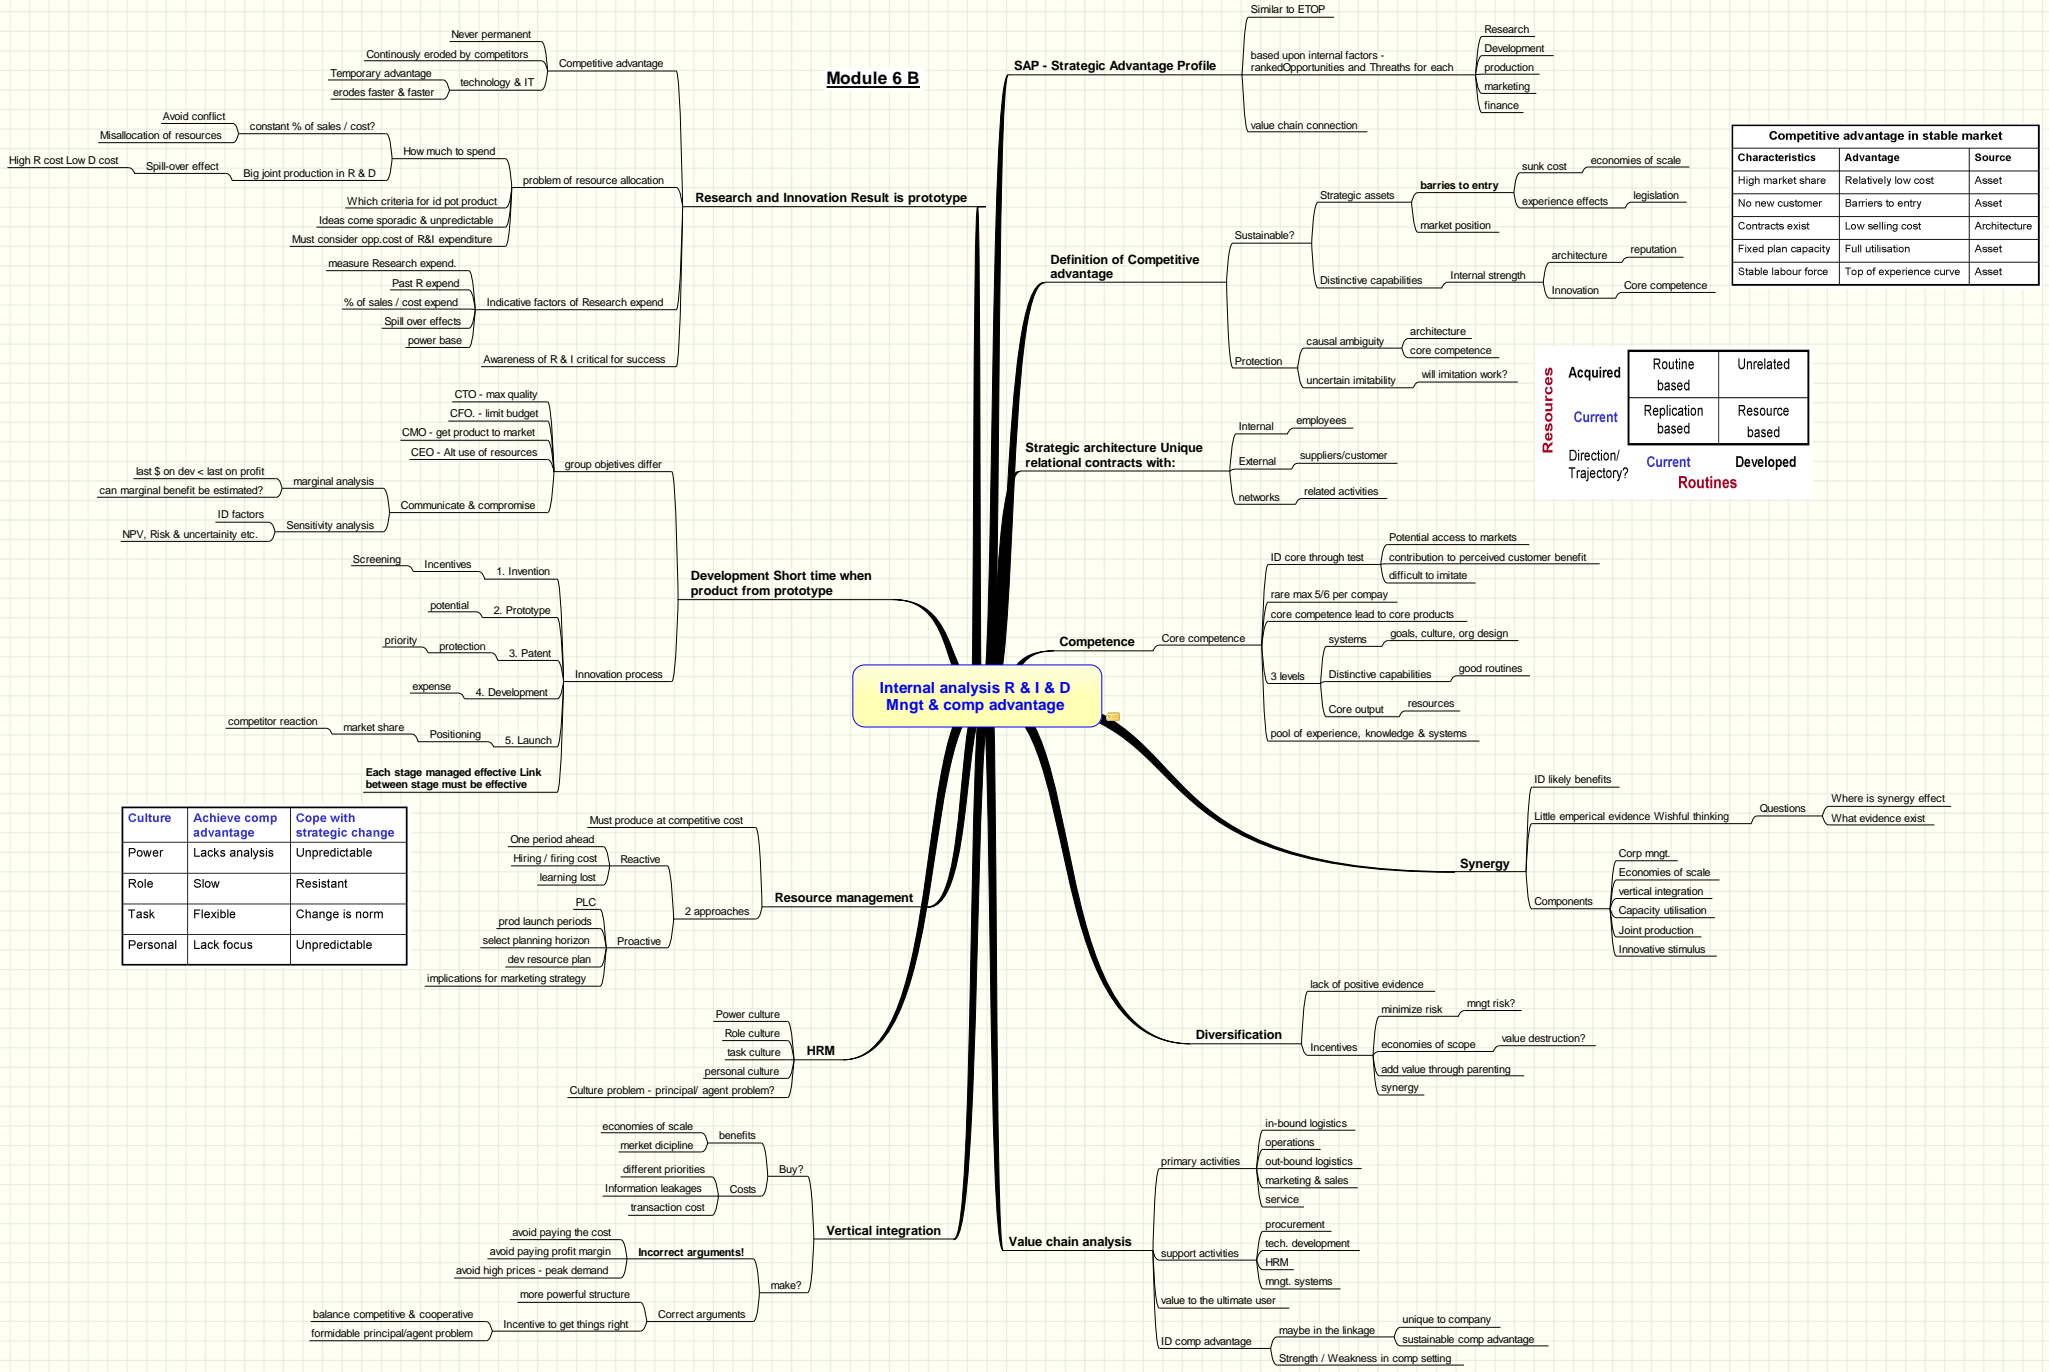 Module 6 B
Internal analysis R & I & D
Mngt & comp advantage
Research and Innovation Result is prototype
Competitive advantage
Never permanent
Continously eroded by competitors
technology & IT
Temporary advantage
erodes faster & faster
problem of resource allocation
How much to spend
constant % of sales / cost?
Avoid conflict
Misallocation of resources
Big joint production in R & D
Spill-over effect
High R cost Low D cost
Which criteria for id pot product
Ideas come sporadic & unpredictable
Must consider opp.cost of R&I expenditure
Indicative factors of Research expend
measure Research expend.
Past R expend
% of sales / cost expend
Spill over effects
power base
Awareness of R & I critical for success
Development Short time when
product from prototype
group objetives differ
CTO - max quality
CFO. - limit budget
CMO - get product to market
CEO - Alt use of resources
Communicate & compromise
marginal analysis
last $ on dev < last on profit
can marginal benefit be estimated?
Sensitivity analysis
ID factors
NPV, Risk & uncertainity etc.
Innovation process
1. Invention
Incentives
Screening
2. Prototype
potential
3. Patent
protection
priority
4. Development
expense
5. Launch
Positioning
market share
competitor reaction
Each stage managed effective Link
between stage must be effective
Culture
Achieve comp
advantage
Cope with
strategic change
Power
Lacks analysis
Unpredictable
Role
Slow
Resistant
Task
Flexible
Change is norm
Personal
Lack focus
Unpredictable
Resource management
Must produce at competitive cost
2 approaches
Reactive
One period ahead
Hiring / firing cost
learning lost
Proactive
PLC
prod launch periods
select planning horizon
dev resource plan
implications for marketing strategy
HRM
Power culture
Role culture
task culture
personal culture
Culture problem - principal/ agent problem?
Vertical integration
Buy?
benefits
economies of scale
merket dicipline
Costs
different priorities
Information leakages
transaction cost
make?
Incorrect arguments!
avoid paying the cost
avoid paying profit margin
avoid high prices - peak demand
Correct arguments
more powerful structure
Incentive to get things right
balance competitive & cooperative
formidable principal/agent problem
SAP - Strategic Advantage Profile
Similar to ETOP
based upon internal factors -
rankedOpportunities and Threaths for each
Research
Development
production
marketing
finance
value chain connection
Competitive advantage in stable market
Characteristics
Advantage
Source
High market share
Relatively low cost
Asset
No new customer
Barriers to entry
Asset
Contracts exist
Low selling cost
Architecture
Fixed plan capacity
Full utilisation
Asset
Stable labour force
Top of experience curve
Asset
Definition of Competitive
advantage
Sustainable?
Strategic assets
barries to entry
sunk cost
economies of scale
experience effects
legislation
market position
Distinctive capabilities
Internal strength
architecture
reputation
Innovation
Core competence
Protection
causal ambiguity
architecture
core competence
uncertain imitability
will imitation work?
Resources
Acquired
Routine
based
Unrelated
Current
Replication
based
Resource
based
Direction/
Trajectory?
Current
Developed
Routines
Strategic architecture Unique
relational contracts with:
Internal
employees
External
suppliers/customer
networks
related activities
Competence
Core competence
ID core through test
Potential access to markets
contribution to perceived customer benefit
difficult to imitate
rare max 5/6 per compay
core competence lead to core products
3 levels
systems
goals, culture, org design
Distinctive capabilities
good routines
Core output
resources
pool of experience, knowledge & systems
Synergy
ID likely benefits
Little emperical evidence Wishful thinking
Questions
Where is synergy effect
What evidence exist
Components
Corp mngt.
Economies of scale
vertical integration
Capacity utilisation
Joint production
Innovative stimulus
Diversification
lack of positive evidence
Incentives
minimize risk
mngt risk?
economies of scope
value destruction?
add value through parenting
synergy
Value chain analysis
primary activities
in-bound logistics
operations
out-bound logistics
marketing & sales
service
support activities
procurement
tech. development
HRM
mngt. systems
value to the ultimate user
ID comp advantage
maybe in the linkage
unique to company
sustainable comp advantage
Strength / Weakness in comp setting